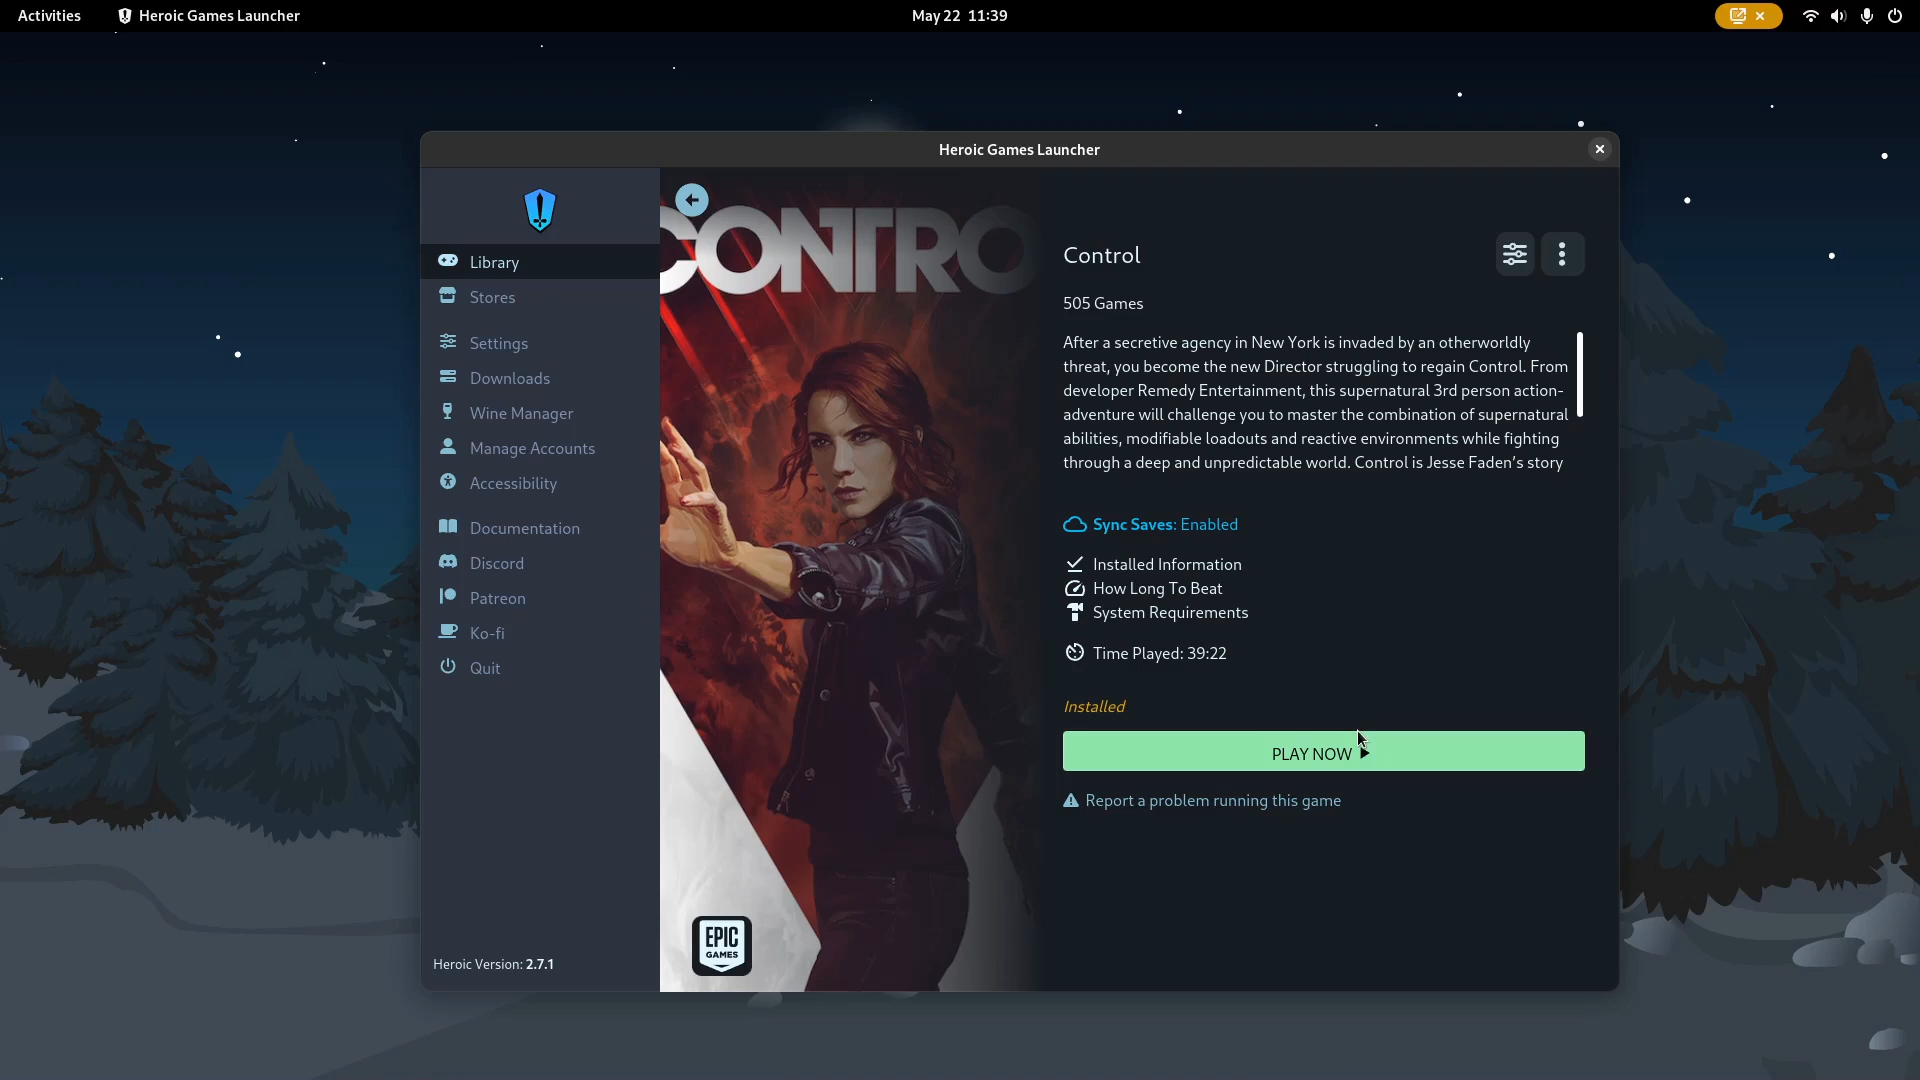 Activities
Heroic Games Launcher
May 22 11:39
Heroic Games Launcher
Library
Stores
Settings
Downloads
Wine Manager
Manage Accounts
Accessibility
Documentation
Discord
Patreon
Ko-fi
Quit
Heroic Version: 2.7.1
CONTRO
EPIC
GAMES
Control
505 Games
After a secretive agency in New York is invaded by an otherworldly
threat, you become the new Director struggling to regain Control. From
developer Remedy Entertainment, this supernatural 3rd person action-
adventure will challenge you to master the combination of supernatural
abilities, modifiable loadouts and reactive environments while fighting
through a deep and unpredictable world. Control is Jesse Faden’s story
Sync Saves: Enabled
Installed Information
How Long To Beat
System Requirements
Time Played: 39:22
Installed
PLAY NOW
Report a problem running this game